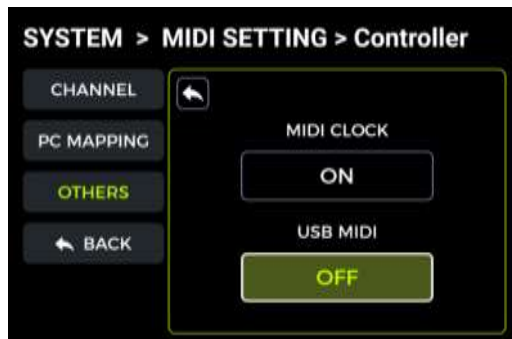 SYSTEM > MIDI SETTING > Controller
CHANNEL
PC MAPPING
OTHERS
BACK
MIDI CLOCK
ON
USB MIDI
OFF